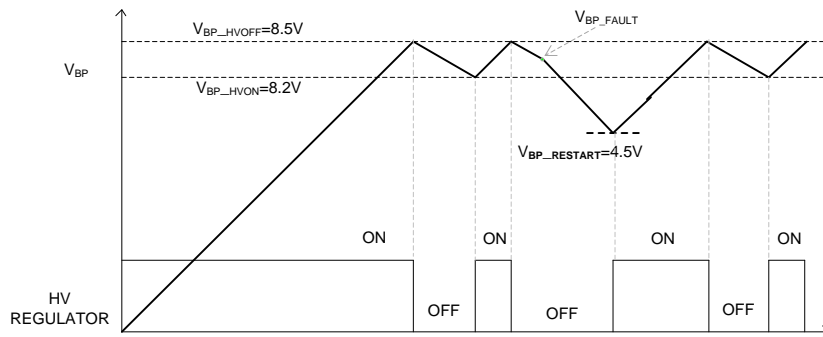 V_BP_HVOFF=8.5V
V_BP_FAULT
V_BP
V_BP_HVON=8.2V
V_BP_RESTART=4.5V
ON
ON
ON
ON
HV
REGULATOR
OFF
OFF
OFF